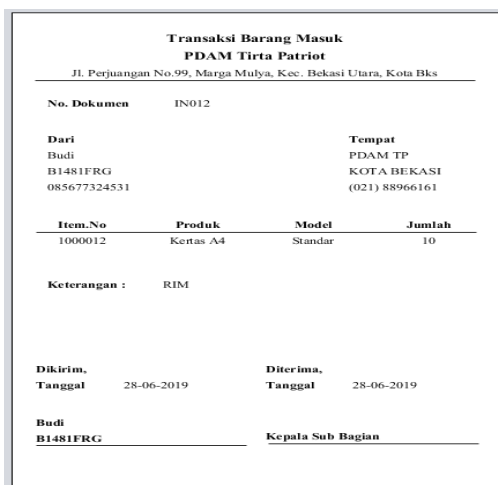 Transaksi Barang Masuk
PDAM Tirta Patriot
Jl. Perjuangan No.99, Marga Mulya, Kec. Bekasi Utara, Kota Bks
No. Dokumen IN012
Dari Tempat
Budi PDAM TP
B1481FRG KOTA BEKASI
085677324531 (021) 88966161
Item.No Produk Model Jumlah
1000012 Kertas A4 Standar 10
Keterangan : RIM
Dikirim, Diterima,
Tanggal 28-06-2019 Tanggal 28-06-2019
Budi
B1481FRG Kepala Sub Bagian